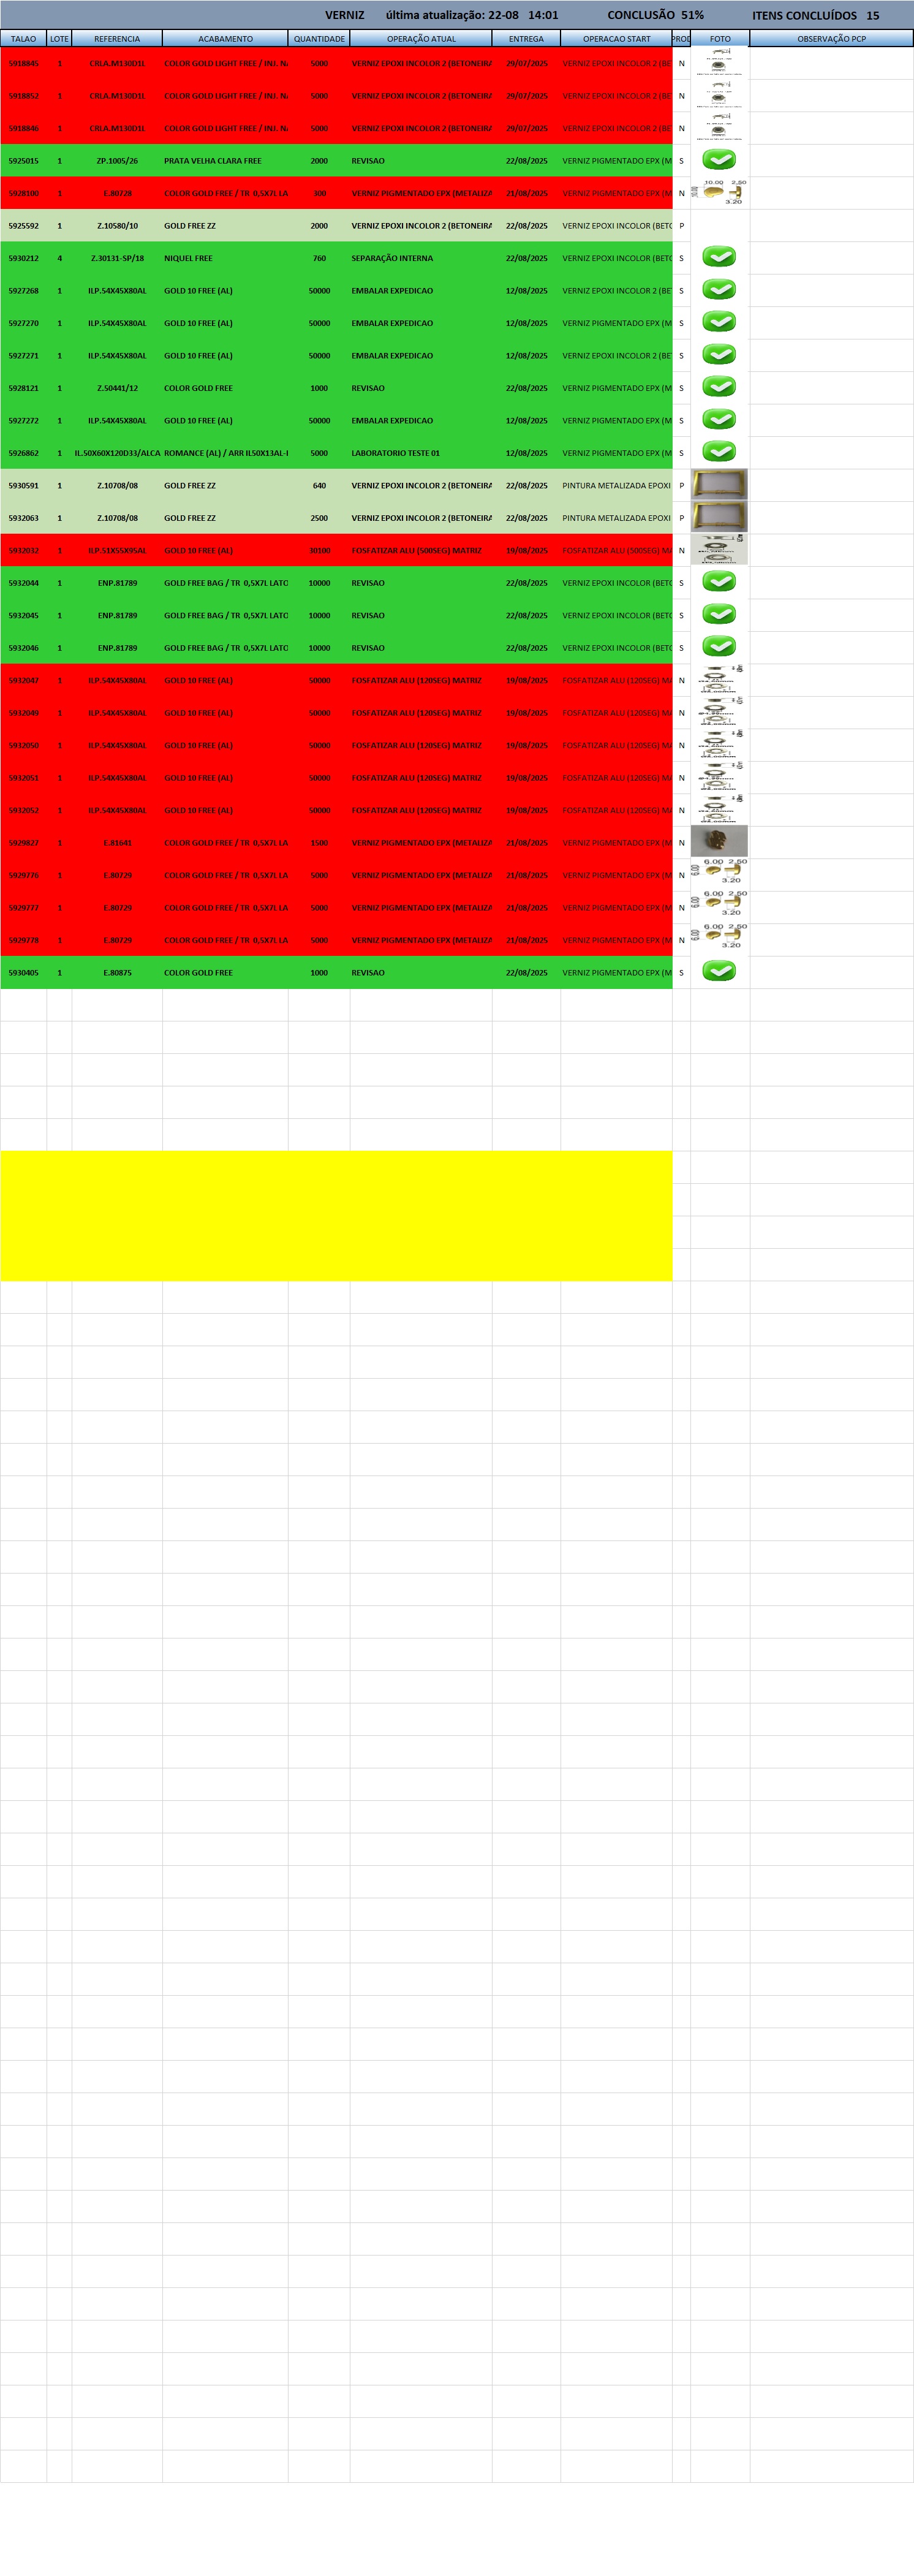 VERNIZ última atualização: 22-08 14:01 CONCLUSÃO 51% ITENS CONCLUÍDOS 15
TALAO LOTE REFERENCIA ACABAMENTO QUANTIDADE OPERAÇÃO ATUAL ENTREGA OPERACAO START PROD FOTO OBSERVAÇÃO PCP
5918845 1 CRLA.M130D1L COLOR GOLD LIGHT FREE / INJ. NA 5000 VERNIZ EPOXI INCOLOR 2 (BETONEIRA 29/07/2025 VERNIZ EPOXI INCOLOR 2 (BE N
5918852 1 CRLA.M130D1L COLOR GOLD LIGHT FREE / INJ. NA 5000 VERNIZ EPOXI INCOLOR 2 (BETONEIRA 29/07/2025 VERNIZ EPOXI INCOLOR 2 (BE N
5918846 1 CRLA.M130D1L COLOR GOLD LIGHT FREE / INJ. NA 5000 VERNIZ EPOXI INCOLOR 2 (BETONEIRA 29/07/2025 VERNIZ EPOXI INCOLOR 2 (BE N
5925015 1 ZP.1005/26 PRATA VELHA CLARA FREE 2000 REVISAO 22/08/2025 VERNIZ PIGMENTADO EPX (M S
5928100 1 E.80728 COLOR GOLD FREE / TR 0,5X7L LA 300 VERNIZ PIGMENTADO EPX (METALIZA 21/08/2025 VERNIZ PIGMENTADO EPX (M N 10.00 2.50 3.20
5925592 1 Z.10580/10 GOLD FREE ZZ 2000 VERNIZ EPOXI INCOLOR 2 (BETONEIRA 22/08/2025 VERNIZ EPOXI INCOLOR (BETO P
5930212 4 Z.30131-SP/18 NIQUEL FREE 760 SEPARAÇÃO INTERNA 22/08/2025 VERNIZ EPOXI INCOLOR (BETO S
5927268 1 ILP.54X45X80AL GOLD 10 FREE (AL) 50000 EMBALAR EXPEDICAO 12/08/2025 VERNIZ EPOXI INCOLOR 2 (BE S
5927270 1 ILP.54X45X80AL GOLD 10 FREE (AL) 50000 EMBALAR EXPEDICAO 12/08/2025 VERNIZ PIGMENTADO EPX (M S
5927271 1 ILP.54X45X80AL GOLD 10 FREE (AL) 50000 EMBALAR EXPEDICAO 12/08/2025 VERNIZ EPOXI INCOLOR 2 (BE S
5928121 1 Z.50441/12 COLOR GOLD FREE 1000 REVISAO 22/08/2025 VERNIZ PIGMENTADO EPX (M S
5927272 1 ILP.54X45X80AL GOLD 10 FREE (AL) 50000 EMBALAR EXPEDICAO 12/08/2025 VERNIZ PIGMENTADO EPX (M S
5926862 1 IL.50X60X120D33/ALCA ROMANCE (AL) / ARR IL50X13AL-I 5000 LABORATORIO TESTE 01 12/08/2025 VERNIZ PIGMENTADO EPX (M S
5930591 1 Z.10708/08 GOLD FREE ZZ 640 VERNIZ EPOXI INCOLOR 2 (BETONEIRA 22/08/2025 PINTURA METALIZADA EPOXI P
5932063 1 Z.10708/08 GOLD FREE ZZ 2500 VERNIZ EPOXI INCOLOR 2 (BETONEIRA 22/08/2025 PINTURA METALIZADA EPOXI P
5932032 1 ILP.51X55X95AL GOLD 10 FREE (AL) 30100 FOSFATIZAR ALU (500SEG) MATRIZ 19/08/2025 FOSFATIZAR ALU (500SEG) MA N
5932044 1 ENP.81789 GOLD FREE BAG / TR 0,5X7L LATO 10000 REVISAO 22/08/2025 VERNIZ EPOXI INCOLOR (BETO S
5932045 1 ENP.81789 GOLD FREE BAG / TR 0,5X7L LATO 10000 REVISAO 22/08/2025 VERNIZ EPOXI INCOLOR (BETO S
5932046 1 ENP.81789 GOLD FREE BAG / TR 0,5X7L LATO 10000 REVISAO 22/08/2025 VERNIZ EPOXI INCOLOR (BETO S
5932047 1 ILP.54X45X80AL GOLD 10 FREE (AL) 50000 FOSFATIZAR ALU (120SEG) MATRIZ 19/08/2025 FOSFATIZAR ALU (120SEG) MA N
5932049 1 ILP.54X45X80AL GOLD 10 FREE (AL) 50000 FOSFATIZAR ALU (120SEG) MATRIZ 19/08/2025 FOSFATIZAR ALU (120SEG) MA N
5932050 1 ILP.54X45X80AL GOLD 10 FREE (AL) 50000 FOSFATIZAR ALU (120SEG) MATRIZ 19/08/2025 FOSFATIZAR ALU (120SEG) MA N
5932051 1 ILP.54X45X80AL GOLD 10 FREE (AL) 50000 FOSFATIZAR ALU (120SEG) MATRIZ 19/08/2025 FOSFATIZAR ALU (120SEG) MA N
5932052 1 ILP.54X45X80AL GOLD 10 FREE (AL) 50000 FOSFATIZAR ALU (120SEG) MATRIZ 19/08/2025 FOSFATIZAR ALU (120SEG) MA N
5929827 1 E.81641 COLOR GOLD FREE / TR 0,5X7L LA 1500 VERNIZ PIGMENTADO EPX (METALIZA 21/08/2025 VERNIZ PIGMENTADO EPX (M N
5929776 1 E.80729 COLOR GOLD FREE / TR 0,5X7L LA 5000 VERNIZ PIGMENTADO EPX (METALIZA 21/08/2025 VERNIZ PIGMENTADO EPX (M N 6.00 6.00 2.50 3.20
5929777 1 E.80729 COLOR GOLD FREE / TR 0,5X7L LA 5000 VERNIZ PIGMENTADO EPX (METALIZA 21/08/2025 VERNIZ PIGMENTADO EPX (M N 6.00 6.00 2.50 3.20
5929778 1 E.80729 COLOR GOLD FREE / TR 0,5X7L LA 5000 VERNIZ PIGMENTADO EPX (METALIZA 21/08/2025 VERNIZ PIGMENTADO EPX (M N 6.00 6.00 2.50 3.20
5930405 1 E.80875 COLOR GOLD FREE 1000 REVISAO 22/08/2025 VERNIZ PIGMENTADO EPX (M S